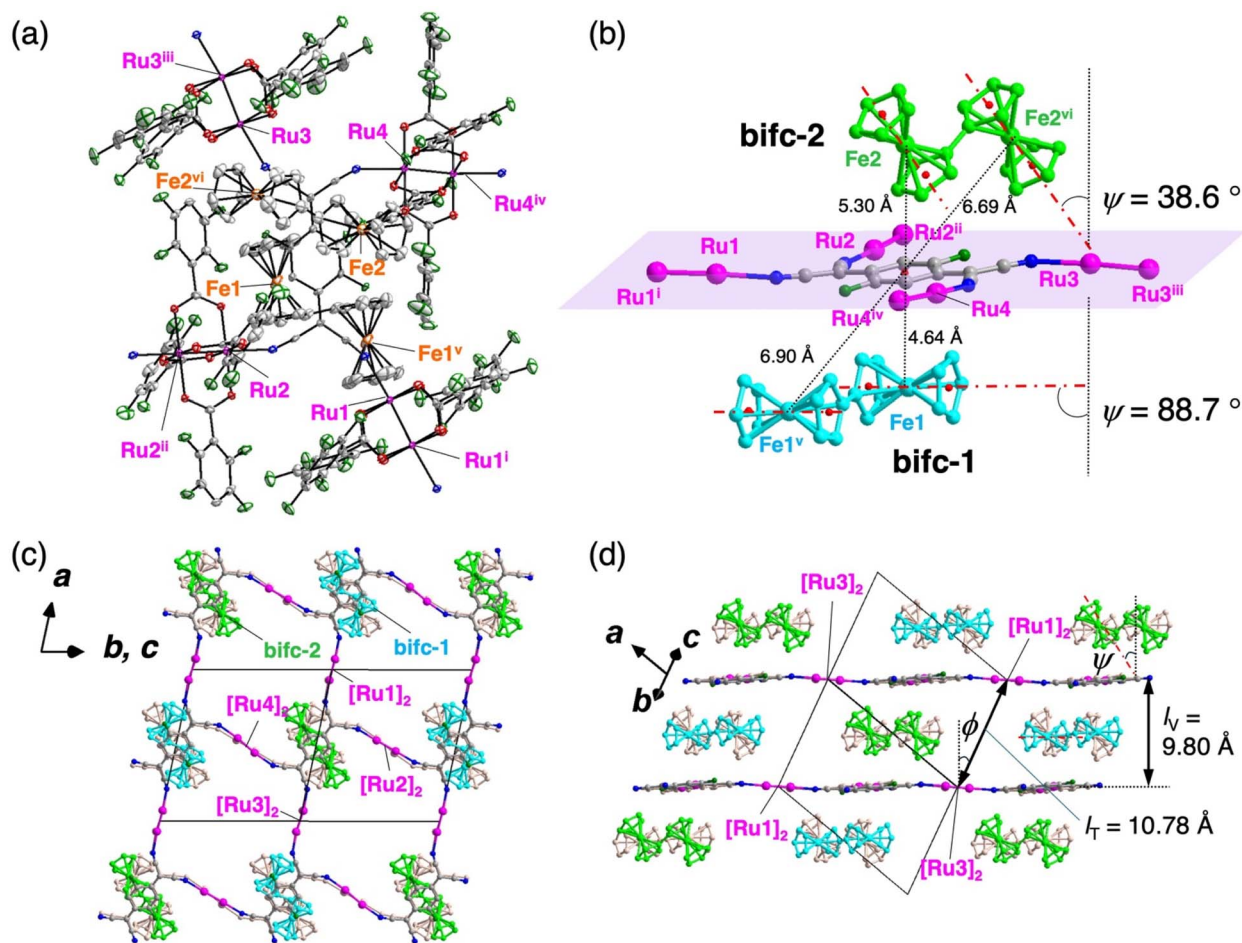 (a)
Ru3ⁱⁱⁱ
Ru3
Ru4
Fe2ᵛⁱ
Ru4ⁱᵛ
Fe2
Fe1
Fe1ᵛ
Ru2
Ru1
Ru2ⁱⁱ
Ru1ⁱ
(b)
bifc-2
Fe2ᵛⁱ
Fe2
5.30 Å
6.69 Å
ψ = 38.6 °
Ru1
Ru2
Ru2ⁱⁱ
Ru3
Ru1ⁱ
Ru4ⁱᵛ
Ru4
Ru3ⁱⁱⁱ
6.90 Å
4.64 Å
Fe1
Fe1ᵛ
ψ = 88.7 °
bifc-1
(c)
a
b, c
bifc-2
bifc-1
[Ru1]₂
[Ru4]₂
[Ru2]₂
[Ru3]₂
(d)
[Ru3]₂
[Ru1]₂
a
c
b
ψ
ϕ
lᵥ =
9.80 Å
[Ru1]₂
[Ru3]₂
l_T = 10.78 Å